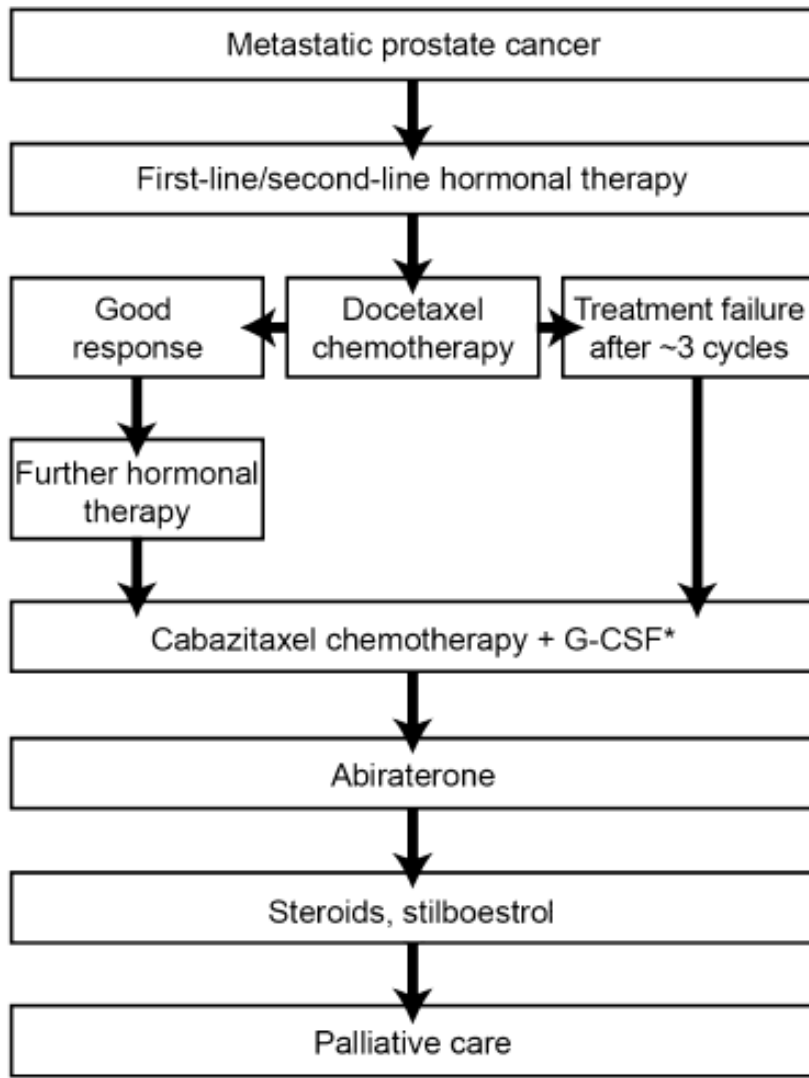 Metastatic prostate cancer
First-line/second-line hormonal therapy
Good
response
Docetaxel
chemotherapy
Treatment failure
after ~3 cycles
Further hormonal
therapy
Cabazitaxel chemotherapy + G-CSF*
Abiraterone
Steroids, stilboestrol
Palliative care